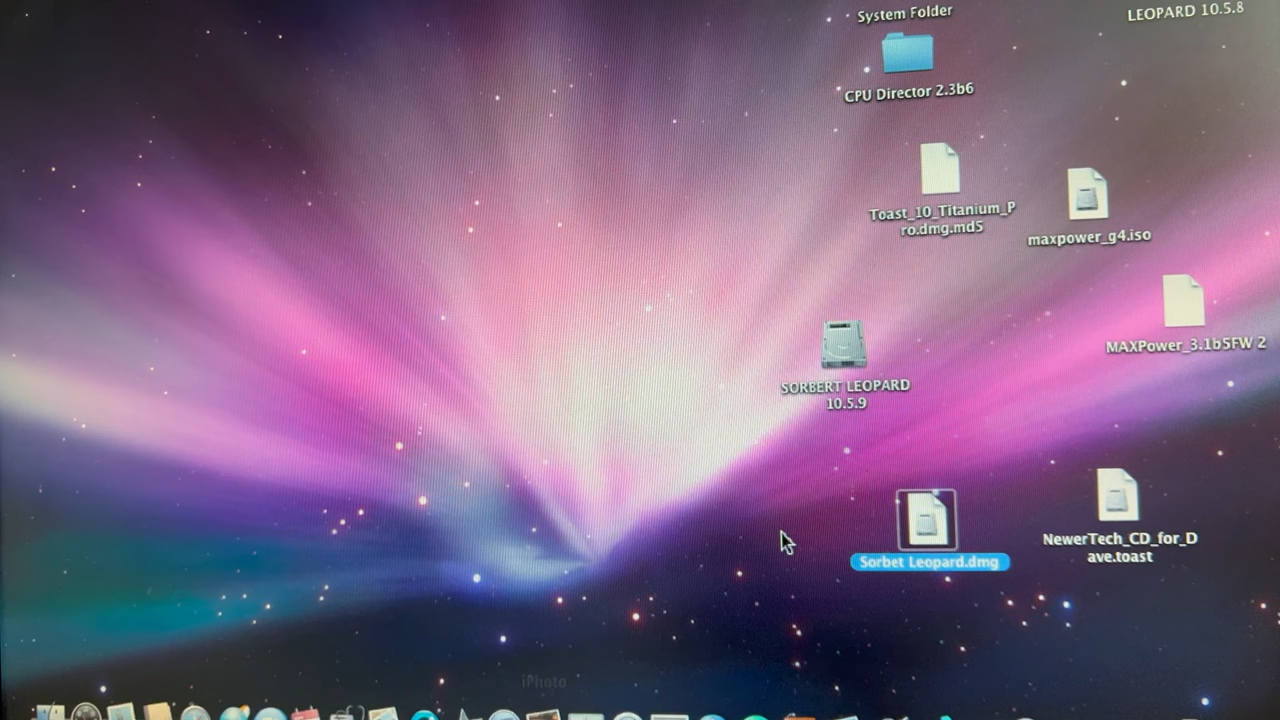 System Folder
LEOPARD 10.5.8
CPU Director 2.3b6
Toast_10_Titanium_P
ro.dmg.md5
maxpower_g4.iso
MAXPower_3.1b5FW 2
SORBERT LEOPARD
10.5.9
Sorbet Leopard.dmg
NewerTech_CD_for_D
ave.toast
iPhoto